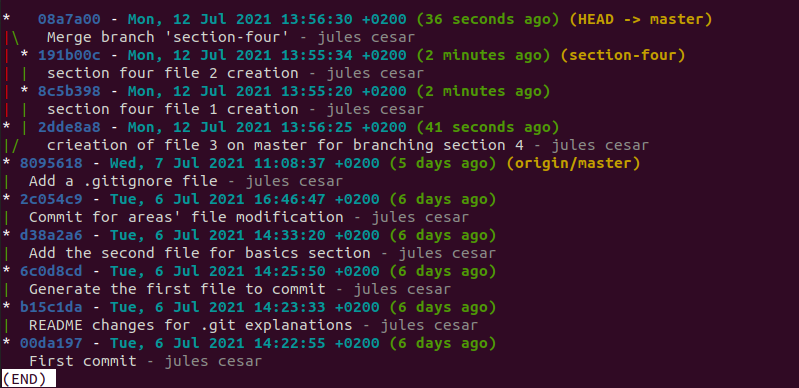 *   08a7a00 - Mon, 12 Jul 2021 13:56:30 +0200 (36 seconds ago) (HEAD -> master)
|\   Merge branch 'section-four' - jules cesar
| * 191b00c - Mon, 12 Jul 2021 13:55:34 +0200 (2 minutes ago) (section-four)
| |  section four file 2 creation - jules cesar
| * 8c5b398 - Mon, 12 Jul 2021 13:55:20 +0200 (2 minutes ago)
| |  section four file 1 creation - jules cesar
* | 2dde8a8 - Mon, 12 Jul 2021 13:56:25 +0200 (41 seconds ago)
|/   crieation of file 3 on master for branching section 4 - jules cesar
* 8095618 - Wed, 7 Jul 2021 11:08:37 +0200 (5 days ago) (origin/master)
|  Add a .gitignore file - jules cesar
* 2c054c9 - Tue, 6 Jul 2021 16:46:47 +0200 (6 days ago)
|  Commit for areas' file modification - jules cesar
* d38a2a6 - Tue, 6 Jul 2021 14:33:20 +0200 (6 days ago)
|  Add the second file for basics section - jules cesar
* 6c0d8cd - Tue, 6 Jul 2021 14:25:50 +0200 (6 days ago)
|  Generate the first file to commit - jules cesar
* b15c1da - Tue, 6 Jul 2021 14:23:33 +0200 (6 days ago)
|  README changes for .git explanations - jules cesar
* 00da197 - Tue, 6 Jul 2021 14:22:55 +0200 (6 days ago)
   First commit - jules cesar
(END)